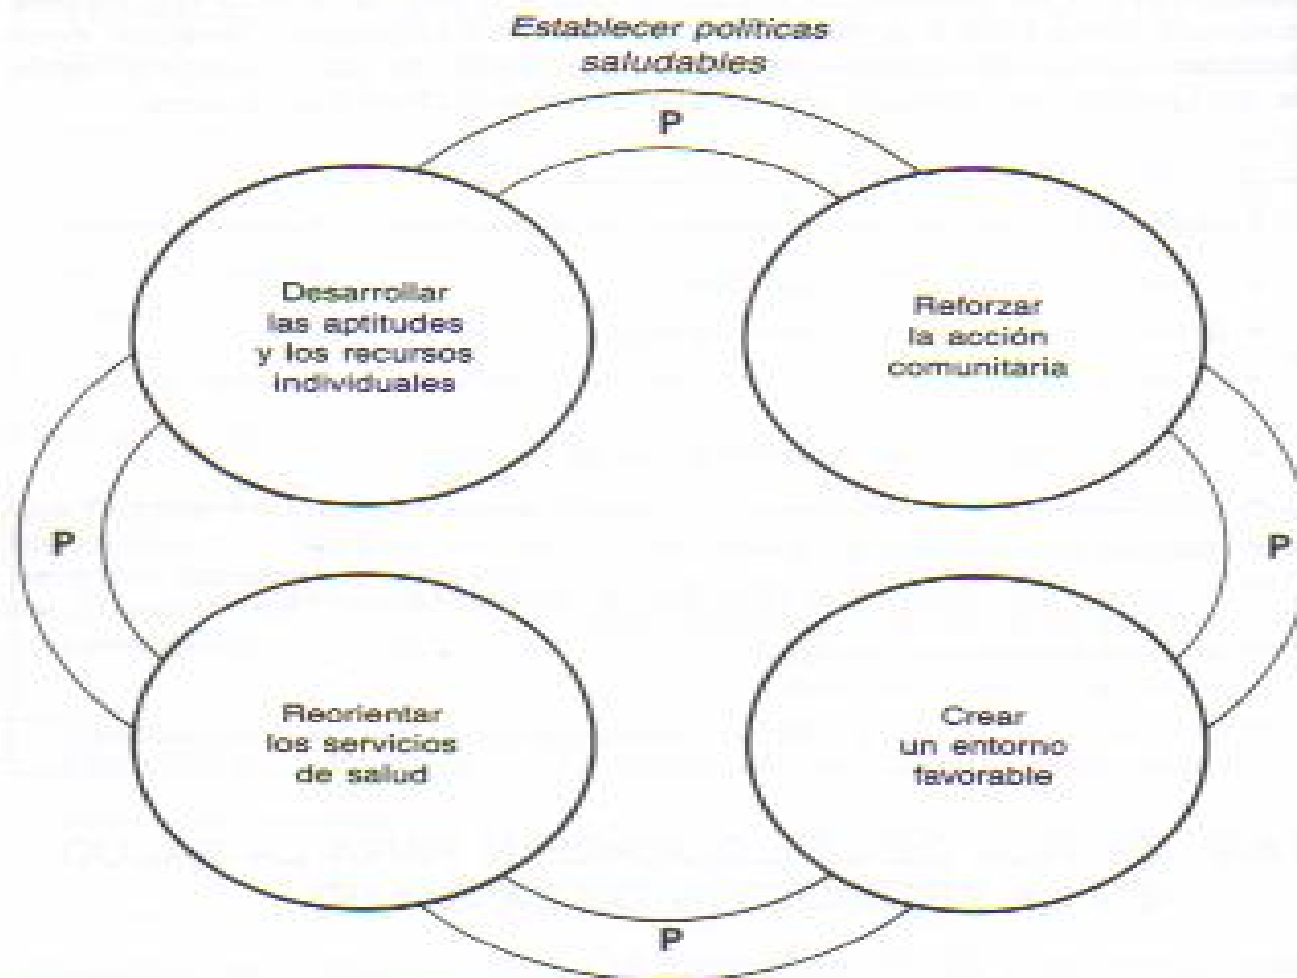 Establecer políticas
saludables
P
Desarrollar
las aptitudes
y los recursos
individuales
Reforzar
la acción
comunitaria
P
P
Reorientar
los servicios
de salud
Crear
un entorno
favorable
P